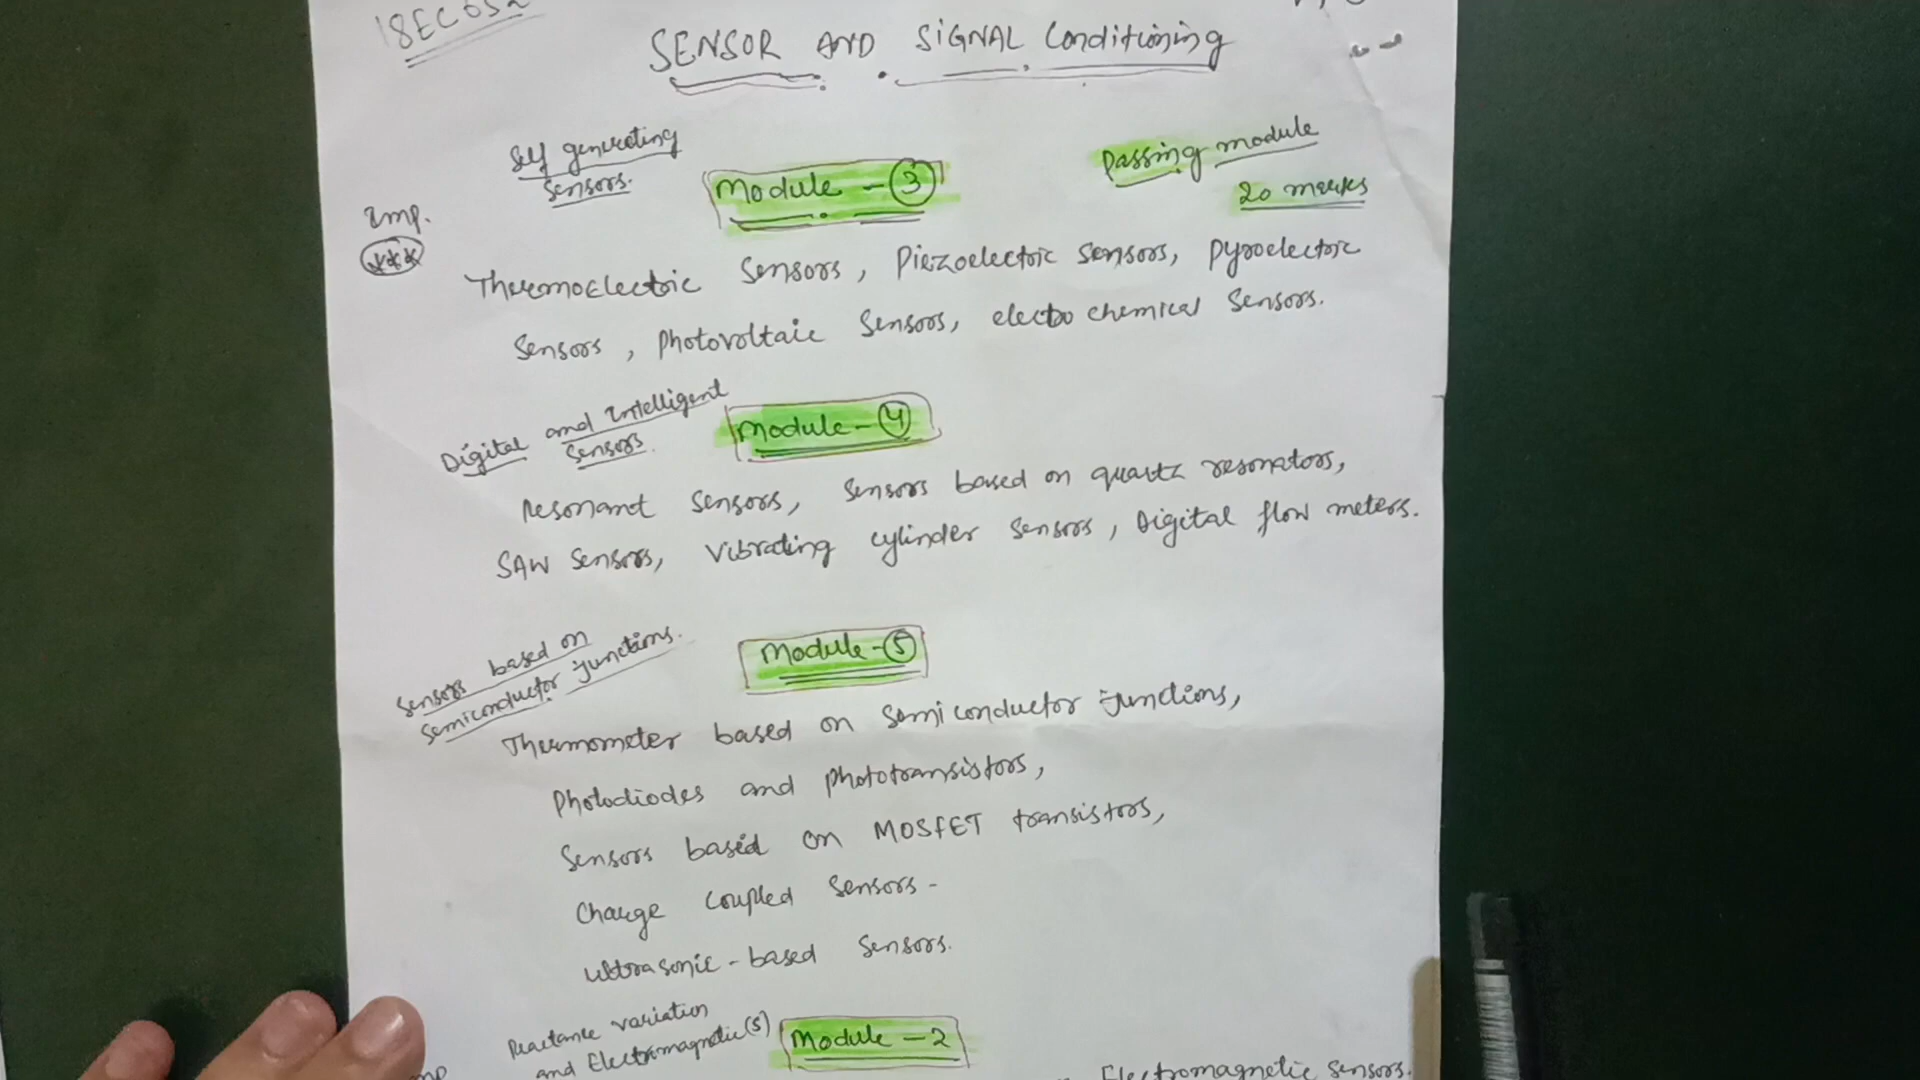 SENSOR AND SIGNAL Conditioning
Self generating
Sensors.
Module - 3
Passing module
20 marks
Imp.
***
Thermoelectric Sensors, Piezoelectric Sensors, Pyroelectric
Sensors, Photovoltaic Sensors, electro chemical Sensors.
Digital and Intelligent
Sensors.
Module - 4
Resonant Sensors, Sensors based on quartz resonators,
SAW Sensors, Vibrating cylinder Sensors, Digital flow meters.
Sensors based on
Semiconductor junctions.
Module - 5
Thermometer based on Semiconductor junctions,
Photodiodes and phototransistors,
Sensors based on MOSFET transistors,
Charge coupled Sensors -
ultrasonic - based Sensors.
Reactance variation
and Electromagnetic (S)
Module - 2
Electromagnetic Sensors.